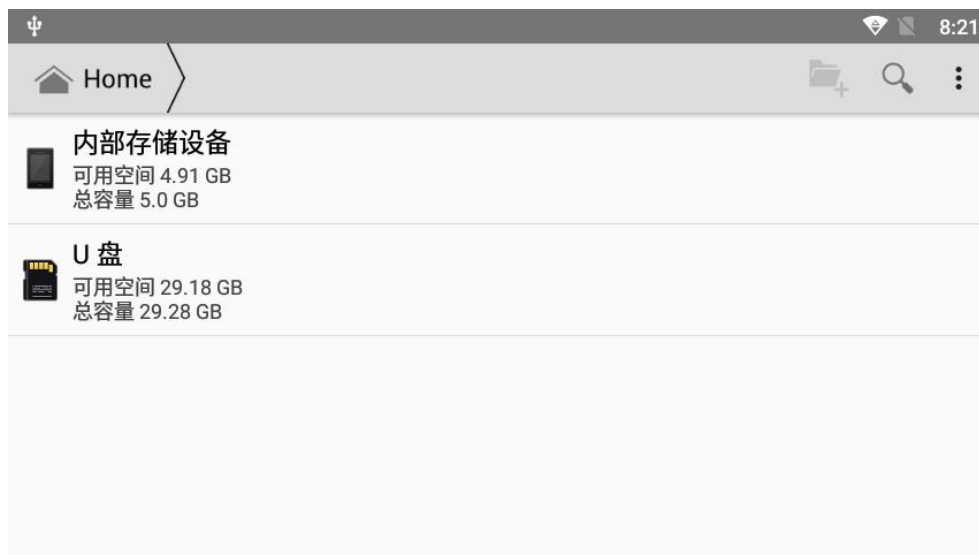 8:21
Home
内部存储设备
可用空间 4.91 GB
总容量 5.0 GB
U 盘
可用空间 29.18 GB
总容量 29.28 GB